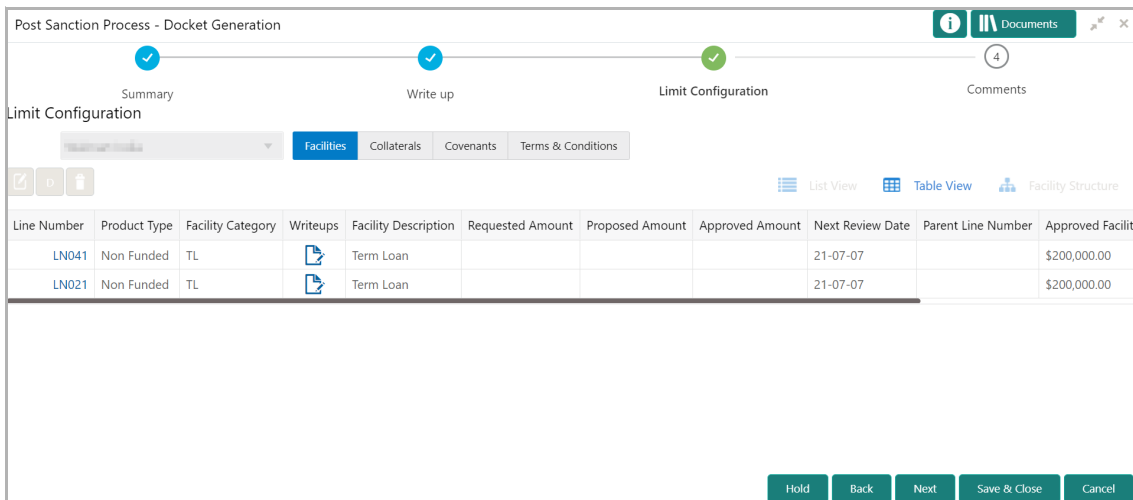 Post Sanction Process - Docket Generation
i Documents
4
Summary Write up Limit Configuration Comments
Limit Configuration
Facilities Collaterals Covenants Terms & Conditions
D List View Table View Facility Structure
Line Number Product Type Facility Category Writeups Facility Description Requested Amount Proposed Amount Approved Amount Next Review Date Parent Line Number Approved Facilit
LN041 Non Funded TL Term Loan 21-07-07 $200,000.00
LN021 Non Funded TL Term Loan 21-07-07 $200,000.00
Hold Back Next Save & Close Cancel